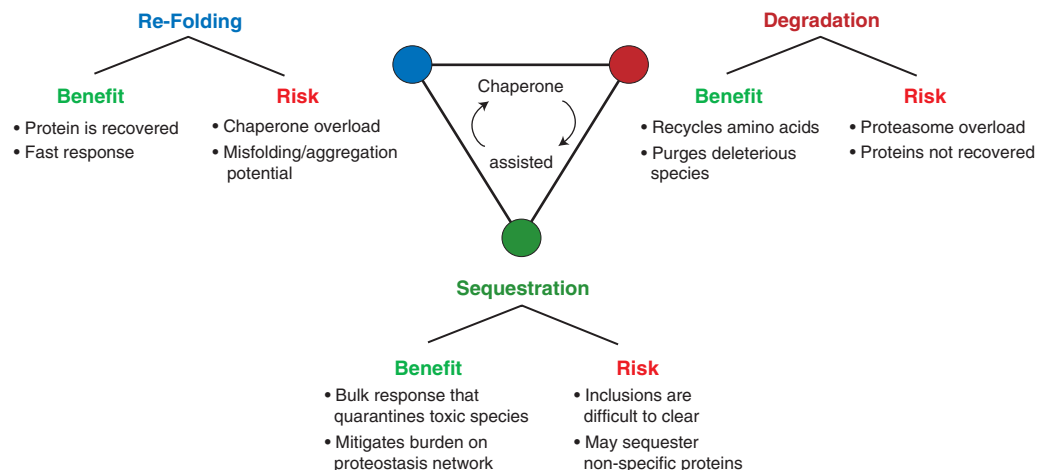 Re-Folding
Benefit
• Protein is recovered
• Fast response
Risk
• Chaperone overload
• Misfolding/aggregation
potential
Chaperone
assisted
Degradation
Benefit
• Recycles amino acids
• Purges deleterious
species
Risk
• Proteasome overload
• Proteins not recovered
Sequestration
Benefit
• Bulk response that
quarantines toxic species
• Mitigates burden on
proteostasis network
Risk
• Inclusions are
difficult to clear
• May sequester
non-specific proteins